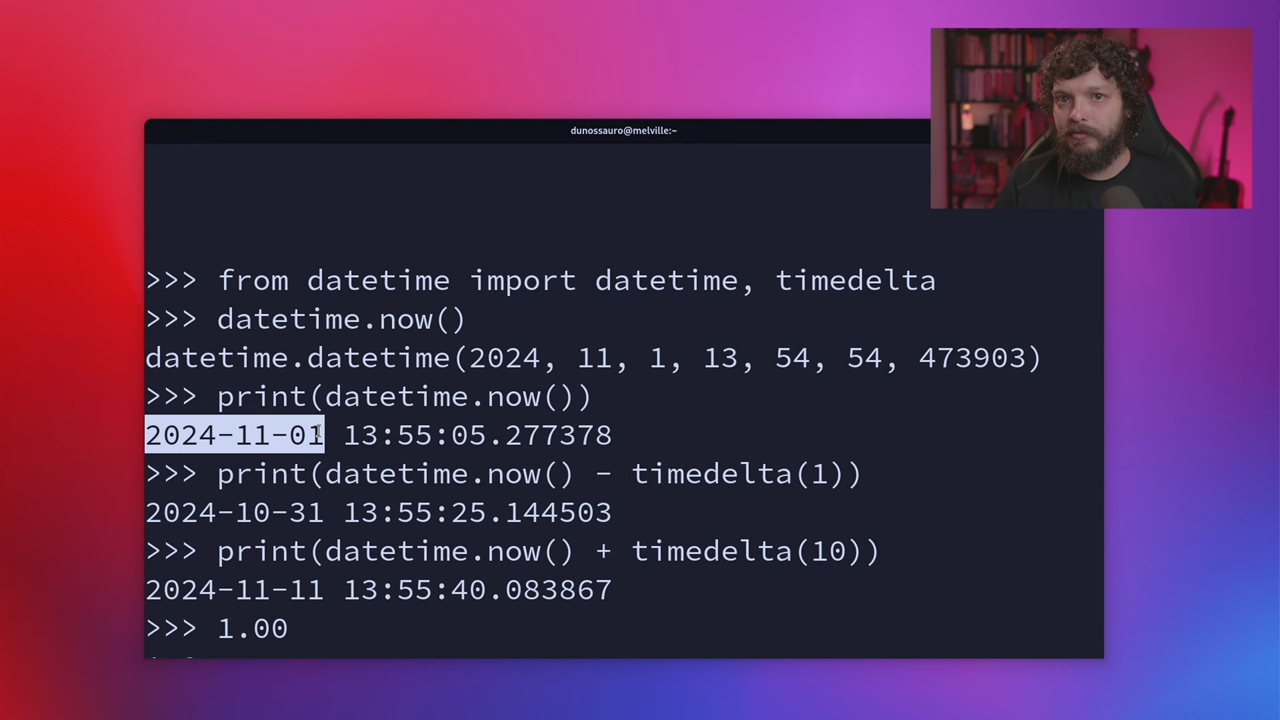 dunossauro@melville:~
>>> from datetime import datetime, timedelta
>>> datetime.now()
datetime.datetime(2024, 11, 1, 13, 54, 54, 473903)
>>> print(datetime.now())
2024-11-01 13:55:05.277378
>>> print(datetime.now() - timedelta(1))
2024-10-31 13:55:25.144503
>>> print(datetime.now() + timedelta(10))
2024-11-11 13:55:40.083867
>>> 1.00